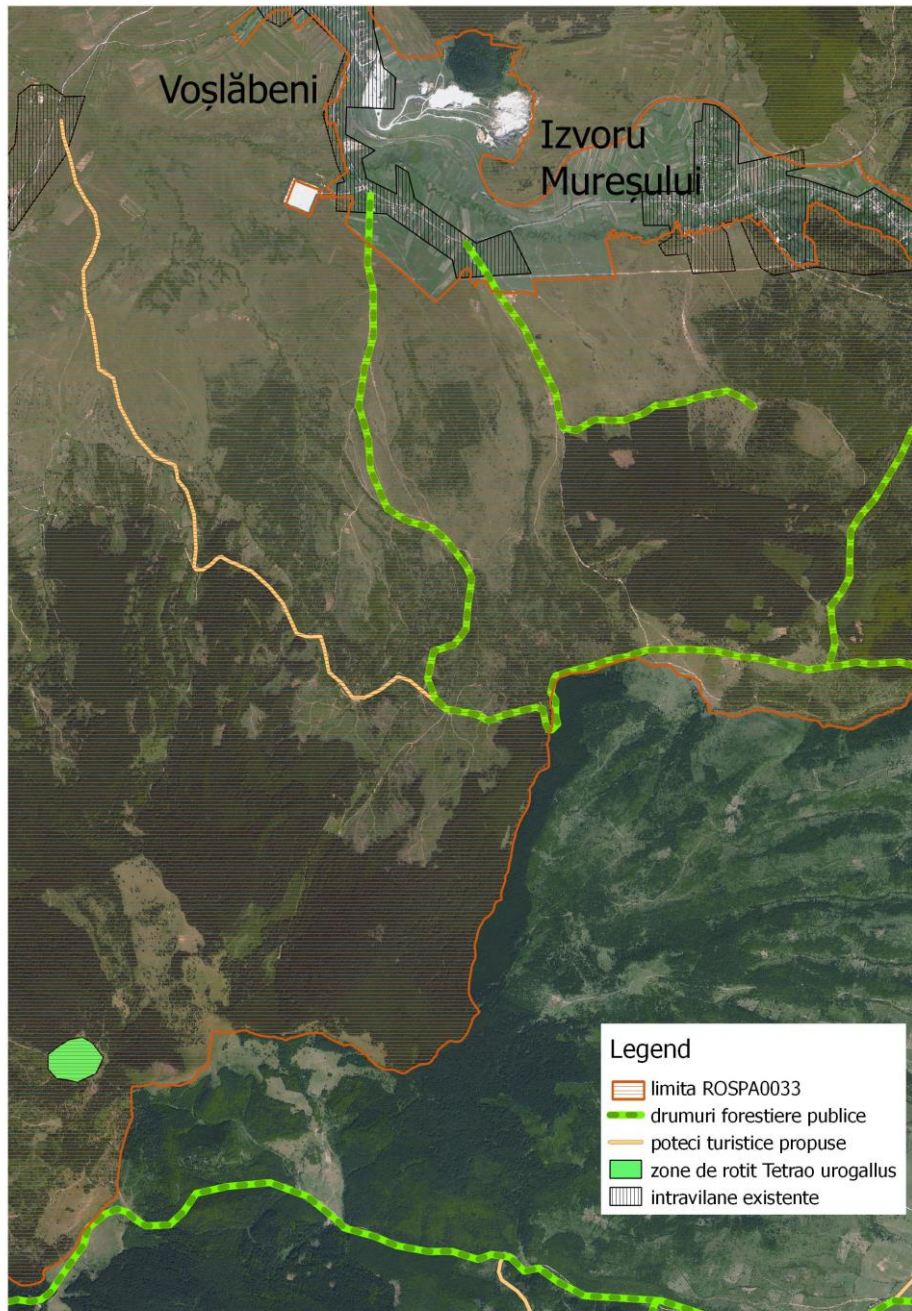 Voșlăbeni
Izvoru
Mureșului
Legend
limita ROSPA0033
drumuri forestiere publice
poteci turistice propuse
zone de rotit Tetrao urogallus
intravilane existente